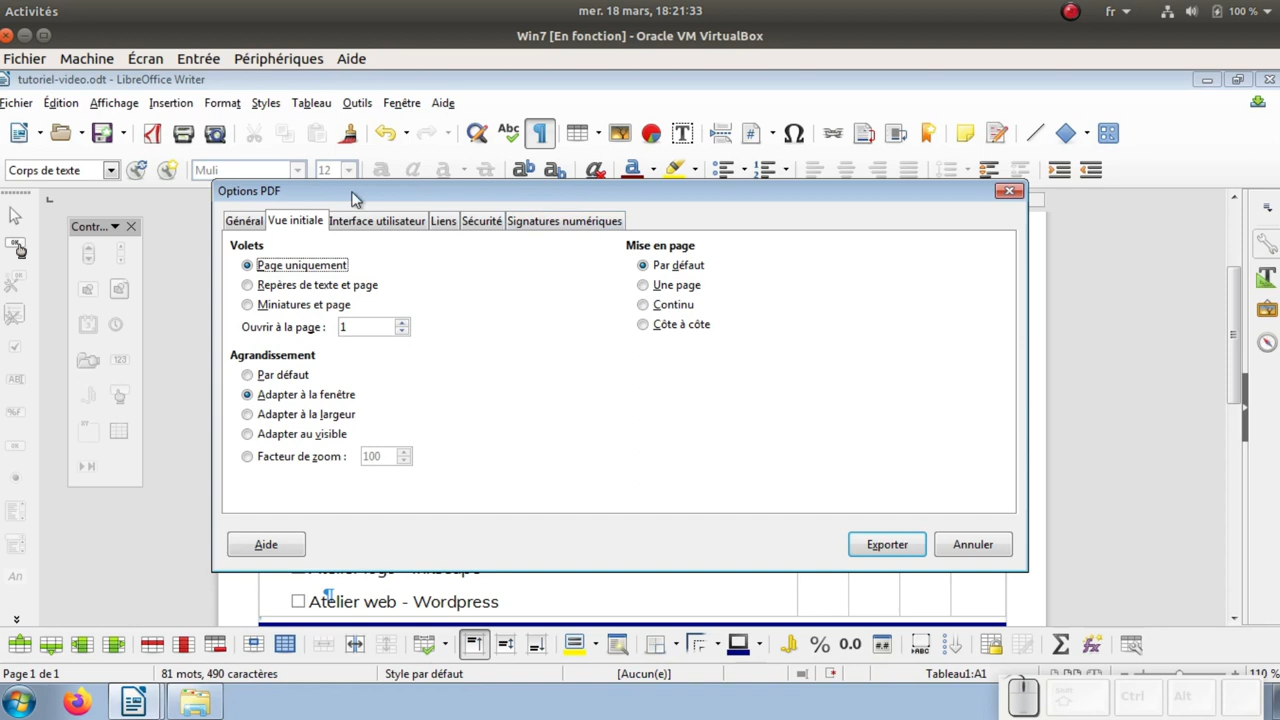 Activités
mer. 18 mars, 18:21:33
fr
100 %
Win7 [En fonction] - Oracle VM VirtualBox
Fichier Machine Écran Entrée Périphériques Aide
tutoriel-video.odt - LibreOffice Writer
Fichier Édition Affichage Insertion Format Styles Tableau Outils Fenêtre Aide
Corps de texte
Muli
12
Options PDF
Contr...
Général Vue initiale Interface utilisateur Liens Sécurité Signatures numériques
Volets
Page uniquement
Repères de texte et page
Miniatures et page
Ouvrir à la page : 1
Agrandissement
Par défaut
Adapter à la fenêtre
Adapter à la largeur
Adapter au visible
Facteur de zoom : 100
Mise en page
Par défaut
Une page
Continu
Côte à côte
Aide
Exporter
Annuler
Atelier web - Wordpress
Page 1 de 1
81 mots, 490 caractères
Style par défaut
[Aucun(e)]
Tableau1:A1
110 %
Shift
Ctrl
Alt